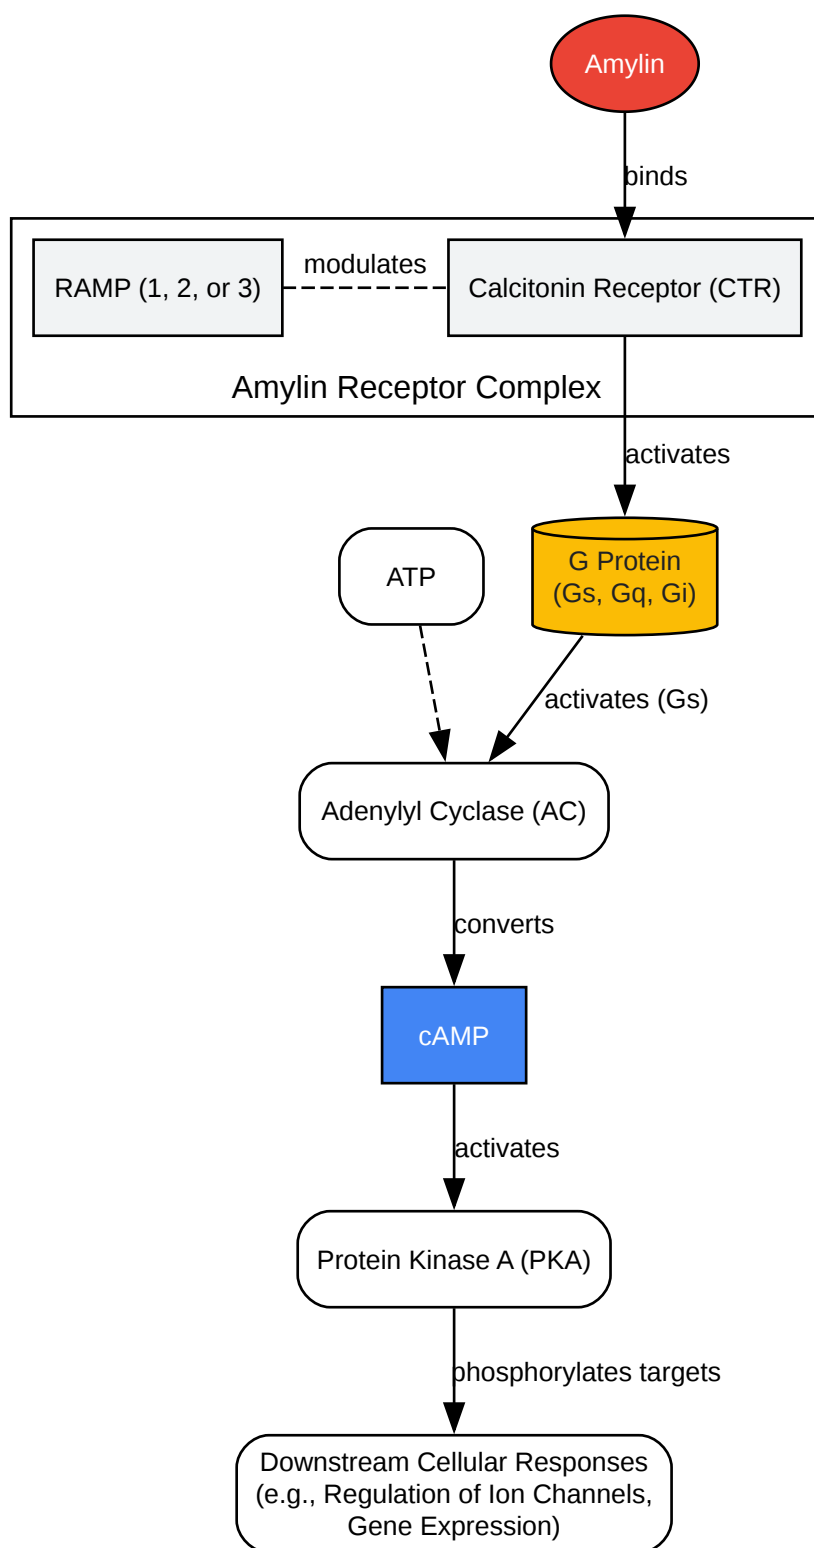 Amylin
binds
RAMP (1, 2, or 3)
modulates
Calcitonin Receptor (CTR)
Amylin Receptor Complex
activates
ATP
G Protein
(Gs, Gq, Gi)
activates (Gs)
Adenylyl Cyclase (AC)
converts
cAMP
activates
Protein Kinase A (PKA)
phosphorylates targets
Downstream Cellular Responses
(e.g., Regulation of Ion Channels,
Gene Expression)